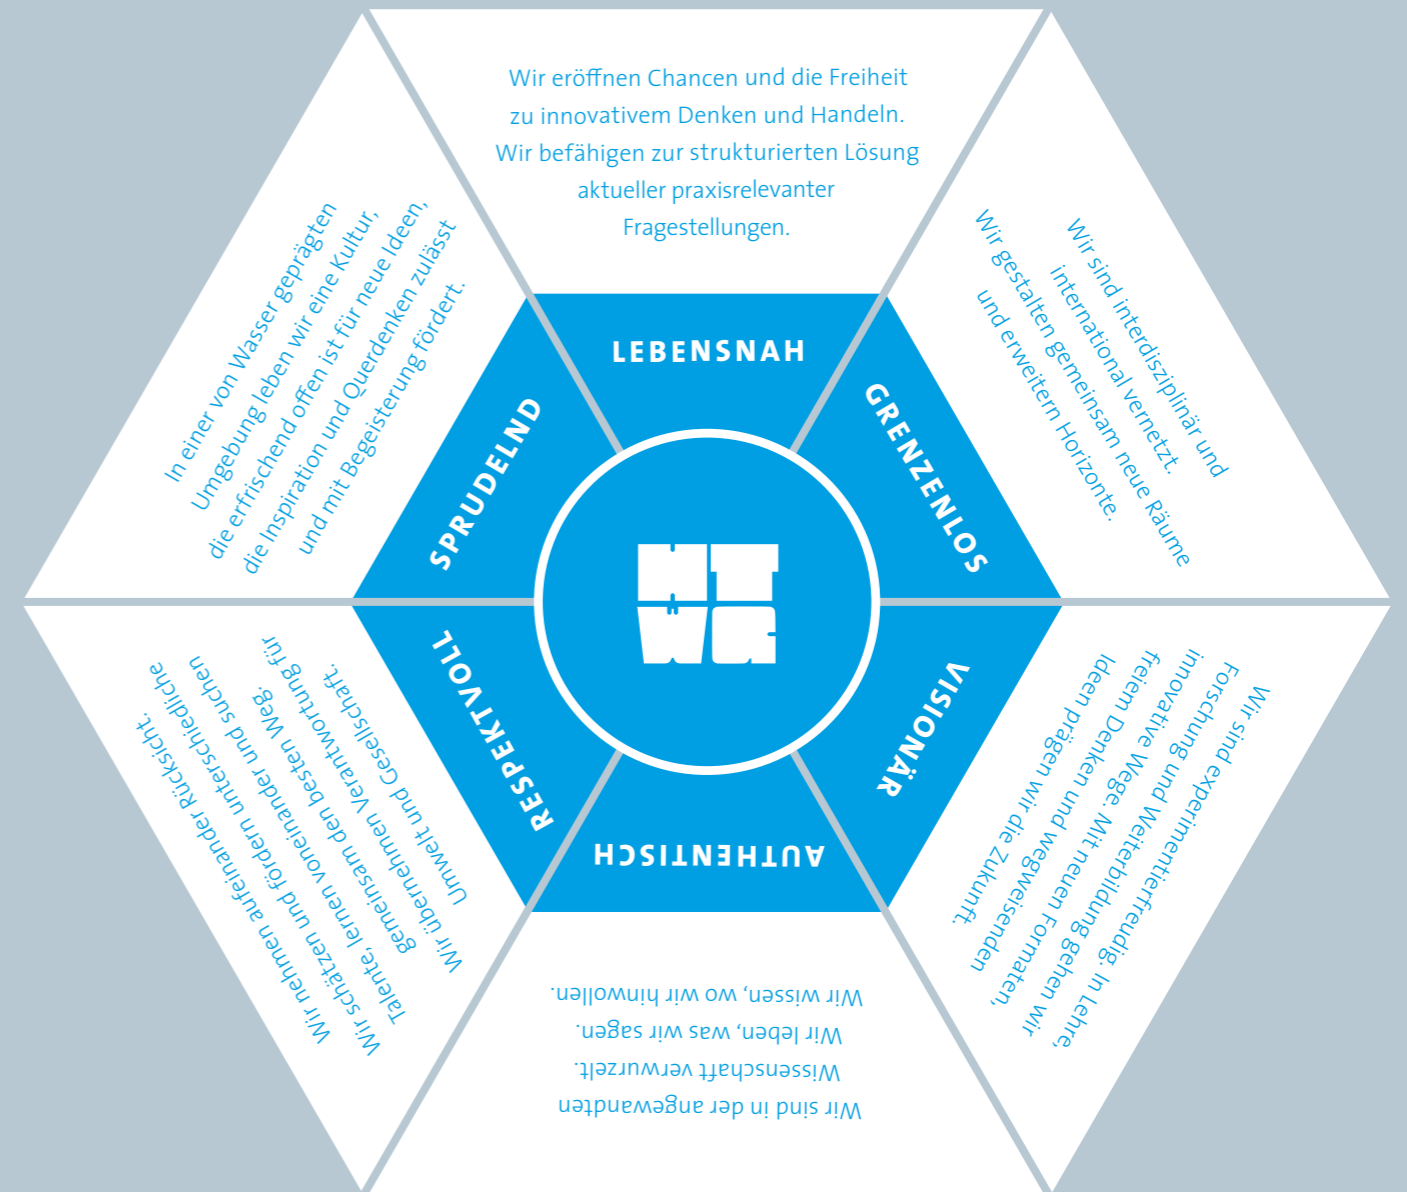 Wir eröffnen Chancen und die Freiheit
zu innovativem Denken und Handeln.
Wir befähigen zur strukturierten Lösung
aktueller praxisrelevanter
Fragestellungen.
LEBENSNAH
Wir sind interdisziplinär und
international vernetzt.
Wir gestalten gemeinsam neue Räume
und erweitern Horizonte.
GRENZENLOS
Wir sind experimentierfreudig. In Lehre,
Forschung und Weiterbildung gehen wir
innovative Wege. Mit neuen Formaten,
freiem Denken und wegweisenden
Ideen prägen wir die Zukunft.
VISIONÄR
Wir sind in der angewandten
Wissenschaft verwurzelt.
Wir leben, was wir sagen.
Wir wissen, wo wir hinwollen.
AUTHENTISCH
Wir nehmen aufeinander Rücksicht.
Wir schätzen und fördern unterschiedliche
Talente, lernen voneinander und suchen
gemeinsam den besten Weg.
Wir übernehmen Verantwortung für
Umwelt und Gesellschaft.
RESPEKTVOLL
In einer von Wasser geprägten
Umgebung leben wir eine Kultur,
die erfrischend offen ist für neue Ideen,
die Inspiration und Querdenken zulässt
und mit Begeisterung fördert.
SPRUDELND
HT
WG